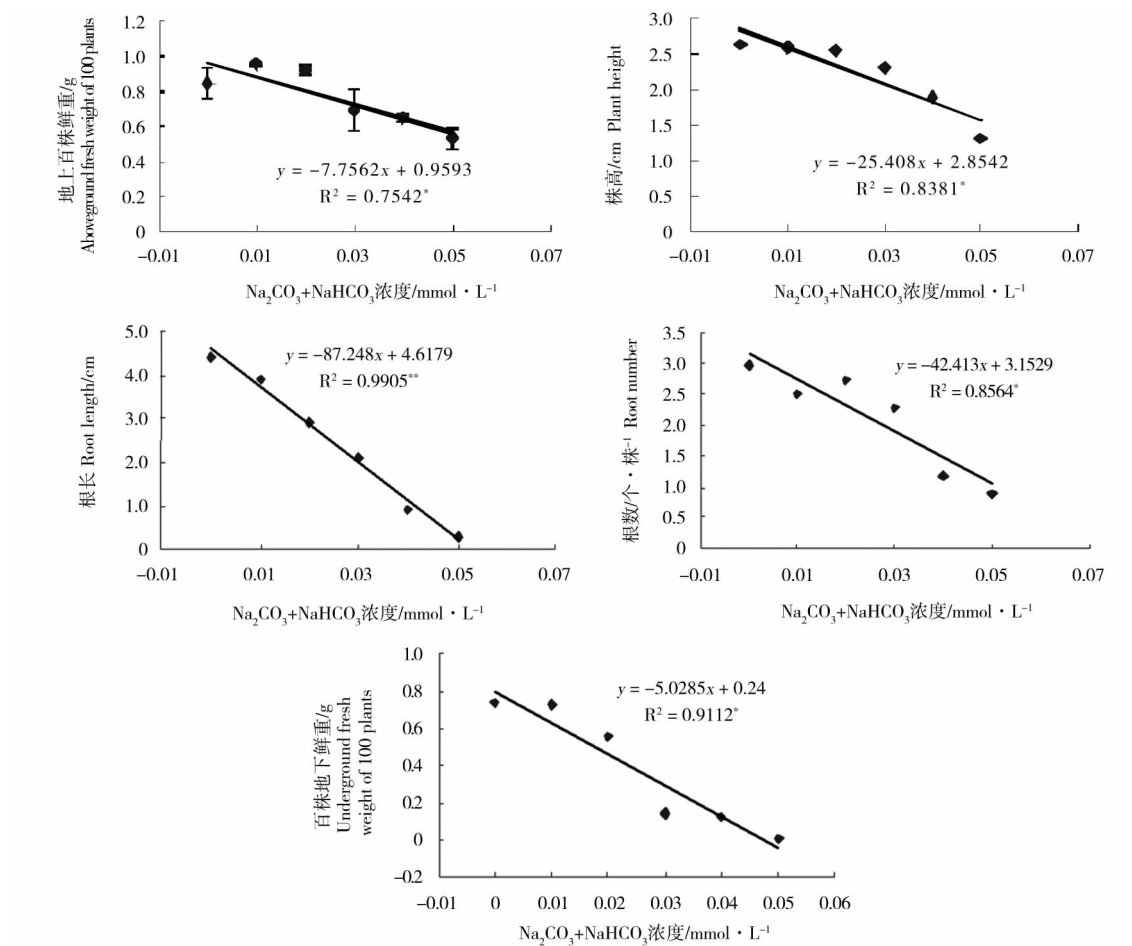 1.2
1.0
0.8
0.6
0.4
0.2
0
地上百株鲜重/g
Aboveground fresh weight of 100 plants
y = −7.7562x + 0.9593
R² = 0.7542*
−0.01 0.01 0.03 0.05 0.07
Na₂CO₃+NaHCO₃浓度/mmol·L⁻¹
3.0
2.5
2.0
1.5
1.0
0.5
0
株高/cm Plant height
y = −25.408x + 2.8542
R² = 0.8381*
−0.01 0.01 0.03 0.05 0.07
Na₂CO₃+NaHCO₃浓度/mmol·L⁻¹
5.0
4.0
3.0
2.0
1.0
0
根长 Root length/cm
y = −87.248x + 4.6179
R² = 0.9905**
−0.01 0.01 0.03 0.05 0.07
Na₂CO₃+NaHCO₃浓度/mmol·L⁻¹
3.5
3.0
2.5
2.0
1.5
1.0
0.5
0
根数/个·株⁻¹ Root number
y = −42.413x + 3.1529
R² = 0.8564*
−0.01 0.01 0.03 0.05 0.07
Na₂CO₃+NaHCO₃浓度/mmol·L⁻¹
1.0
0.8
0.6
0.4
0.2
0
−0.2
百株地下鲜重/g
Underground fresh
weight of 100 plants
y = −5.0285x + 0.24
R² = 0.9112*
−0.01 0 0.01 0.02 0.03 0.04 0.05 0.06
Na₂CO₃+NaHCO₃浓度/mmol·L⁻¹